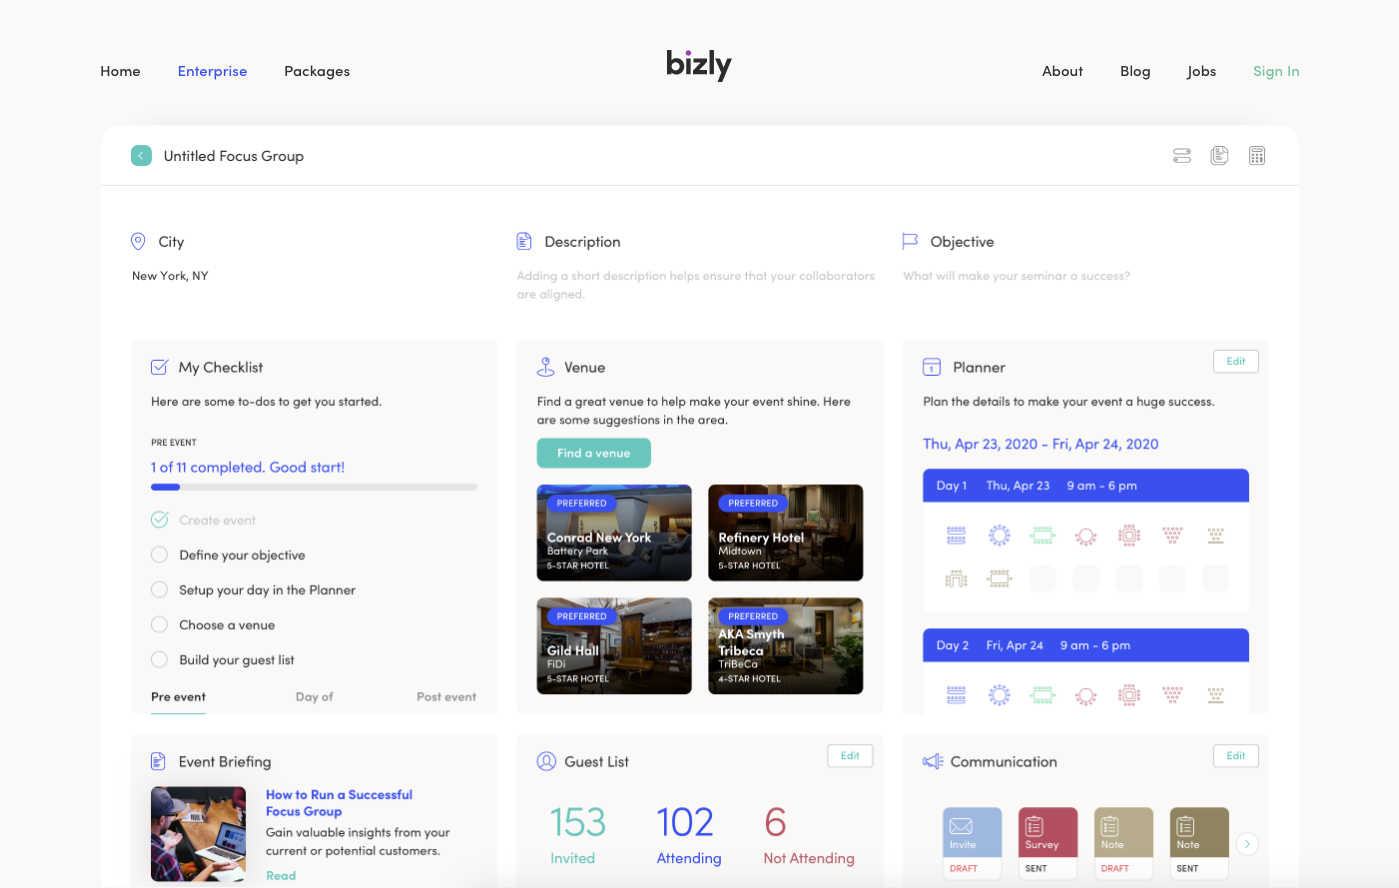 Home
Enterprise
Packages
bizly
About
Blog
Jobs
Sign In
Untitled Focus Group
City
New York, NY
Description
Adding a short description helps ensure that your collaborators
are aligned.
Objective
What will make your seminar a success?
My Checklist
Here are some to-dos to get you started.
PRE EVENT
1 of 11 completed. Good start!
Create event
Define your objective
Setup your day in the Planner
Choose a venue
Build your guest list
Pre event
Day of
Post event
Venue
Find a great venue to help make your event shine. Here
are some suggestions in the area.
Find a venue
PREFERRED
Conrad New York
Battery Park
5-STAR HOTEL
PREFERRED
Refinery Hotel
Midtown
5-STAR HOTEL
PREFERRED
Gild Hall
FiDi
5-STAR HOTEL
PREFERRED
AKA Smyth
Tribeca
TriBeCa
4-STAR HOTEL
1
Planner
Edit
Plan the details to make your event a huge success.
Thu, Apr 23, 2020 - Fri, Apr 24, 2020
Day 1 Thu, Apr 23 9 am - 6 pm
Day 2 Fri, Apr 24 9 am - 6 pm
Event Briefing
How to Run a Successful
Focus Group
Gain valuable insights from your
current or potential customers.
Read
Guest List
Edit
153
Invited
102
Attending
6
Not Attending
Communication
Edit
Invite
DRAFT
Survey
SENT
Note
DRAFT
Note
SENT